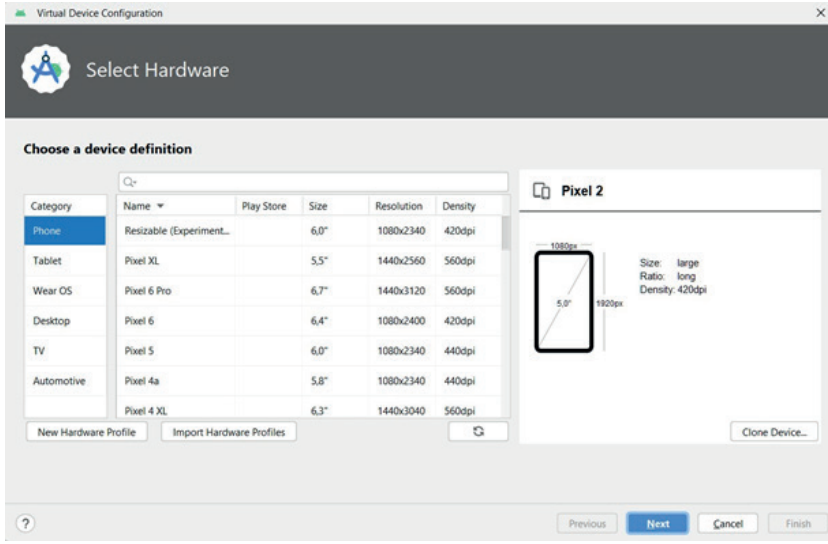 Virtual Device Configuration
Select Hardware
Choose a device definition
Category
Phone
Tablet
Wear OS
Desktop
TV
Automotive
Name Play Store Size Resolution Density
Resizable (Experiment... 6,0" 1080x2340 420dpi
Pixel XL 5,5" 1440x2560 560dpi
Pixel 6 Pro 6,7" 1440x3120 560dpi
Pixel 6 6,4" 1080x2400 420dpi
Pixel 5 6,0" 1080x2340 440dpi
Pixel 4a 5,8" 1080x2340 440dpi
Pixel 4 XL 6,3" 1440x3040 560dpi
New Hardware Profile Import Hardware Profiles
Pixel 2
1080px
5,0" 1920px
Size: large
Ratio: long
Density: 420dpi
Clone Device...
? Previous Next Cancel Finish